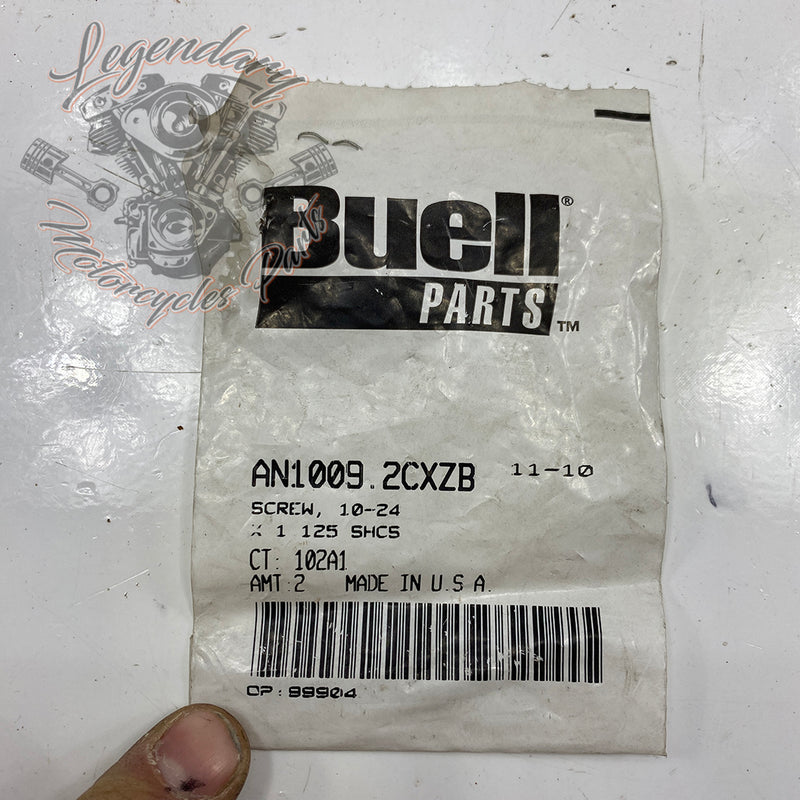 Legendary
Motorcycles Parts
Buell®
PARTS™
AN1009.2CXZB 11-10
SCREW, 10-24
X 1 125 SHCS
CT: 102A1
AMT:2 MADE IN U.S.A.
OP:99904